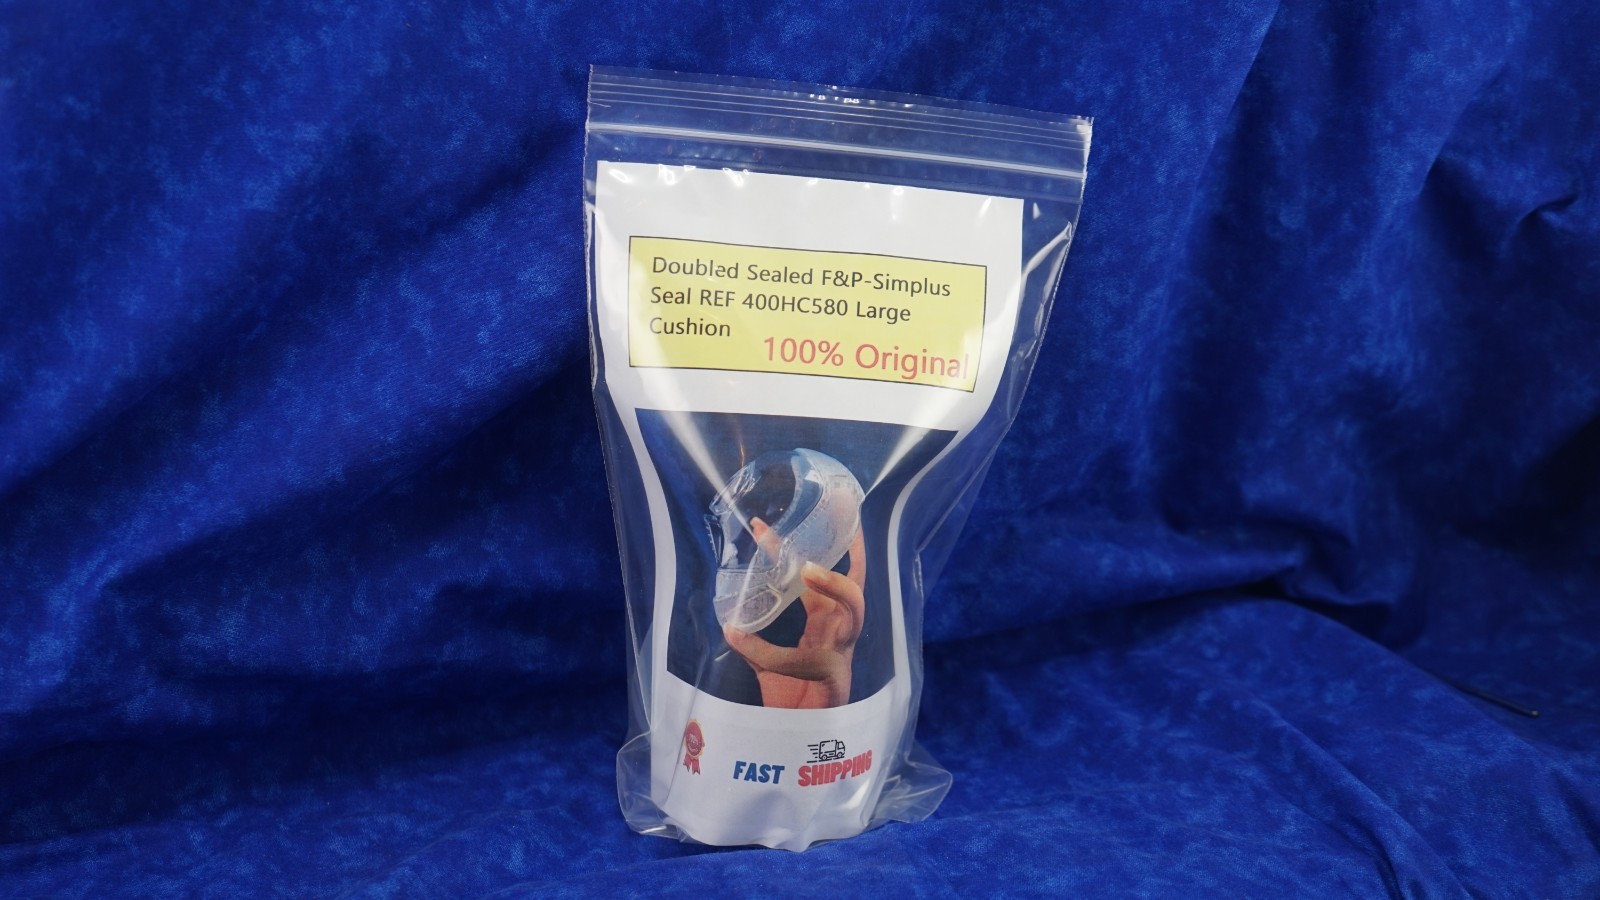 Doubled Sealed F&P-Simplus
Seal REF 400HC580 Large
Cushion
100% Original
FAST SHIPPING